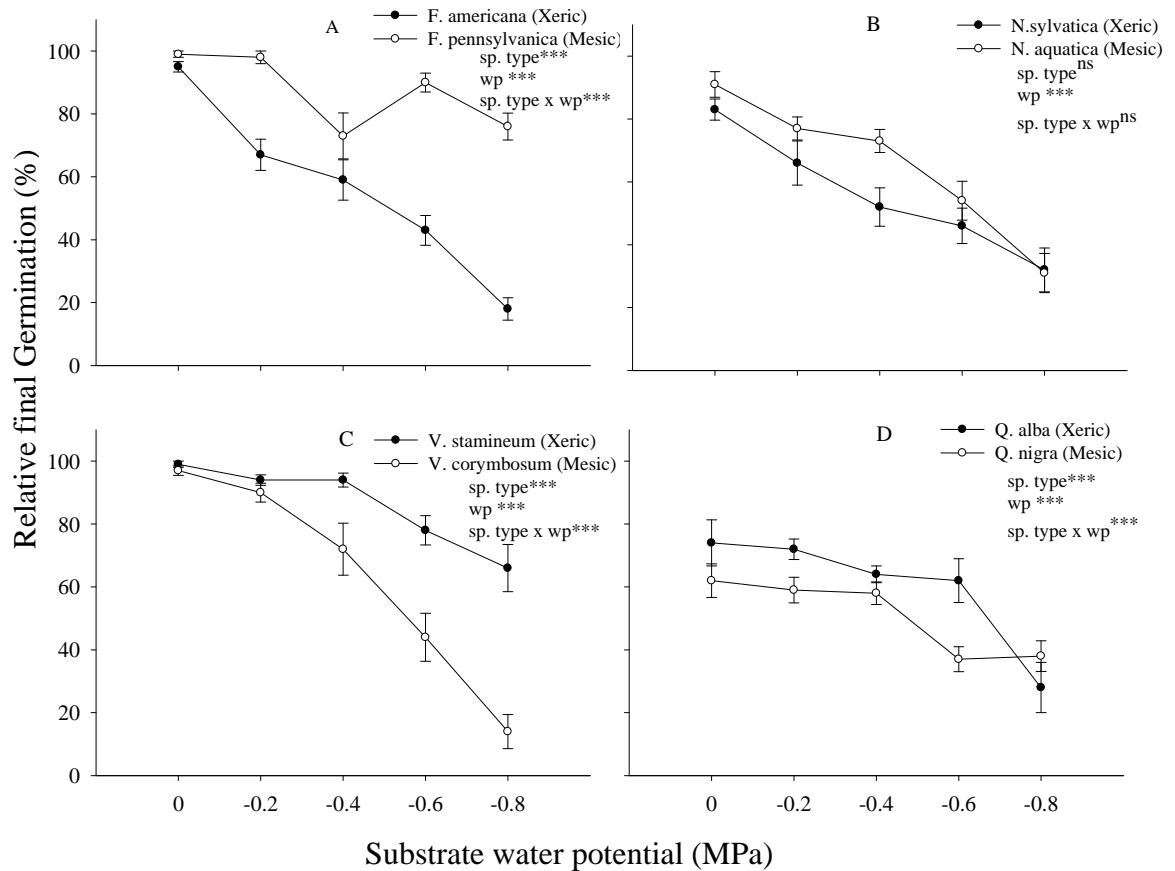 Relative final Germination (%)
A
F. americana (Xeric)
F. pennsylvanica (Mesic)
sp. type***
wp ***
sp. type x wp***
100
80
60
40
20
0
B
N.sylvatica (Xeric)
N. aquatica (Mesic)
sp. type ns
wp ***
sp. type x wp ns
C
V. stamineum (Xeric)
V. corymbosum (Mesic)
sp. type***
wp ***
sp. type x wp***
100
80
60
40
20
0
0 -0.2 -0.4 -0.6 -0.8
D
Q. alba (Xeric)
Q. nigra (Mesic)
sp. type***
wp ***
sp. type x wp***
0 -0.2 -0.4 -0.6 -0.8
Substrate water potential (MPa)